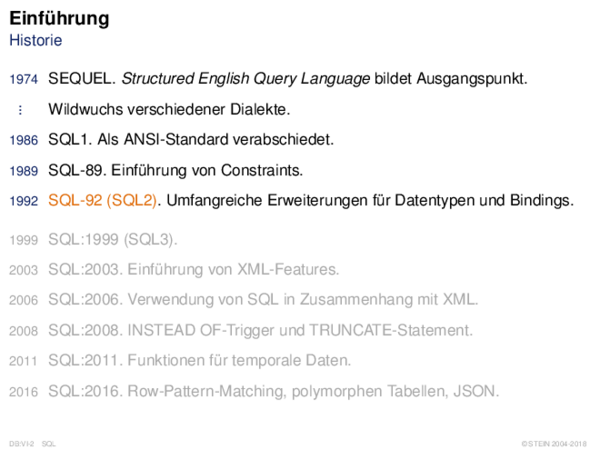 Einführung
Historie
1974 SEQUEL. Structured English Query Language bildet Ausgangspunkt.
⋮ Wildwuchs verschiedener Dialekte.
1986 SQL1. Als ANSI-Standard verabschiedet.
1989 SQL-89. Einführung von Constraints.
1992 SQL-92 (SQL2). Umfangreiche Erweiterungen für Datentypen und Bindings.
1999 SQL:1999 (SQL3).
2003 SQL:2003. Einführung von XML-Features.
2006 SQL:2006. Verwendung von SQL in Zusammenhang mit XML.
2008 SQL:2008. INSTEAD OF-Trigger und TRUNCATE-Statement.
2011 SQL:2011. Funktionen für temporale Daten.
2016 SQL:2016. Row-Pattern-Matching, polymorphen Tabellen, JSON.
DB:VI-2 SQL © STEIN 2004-2018